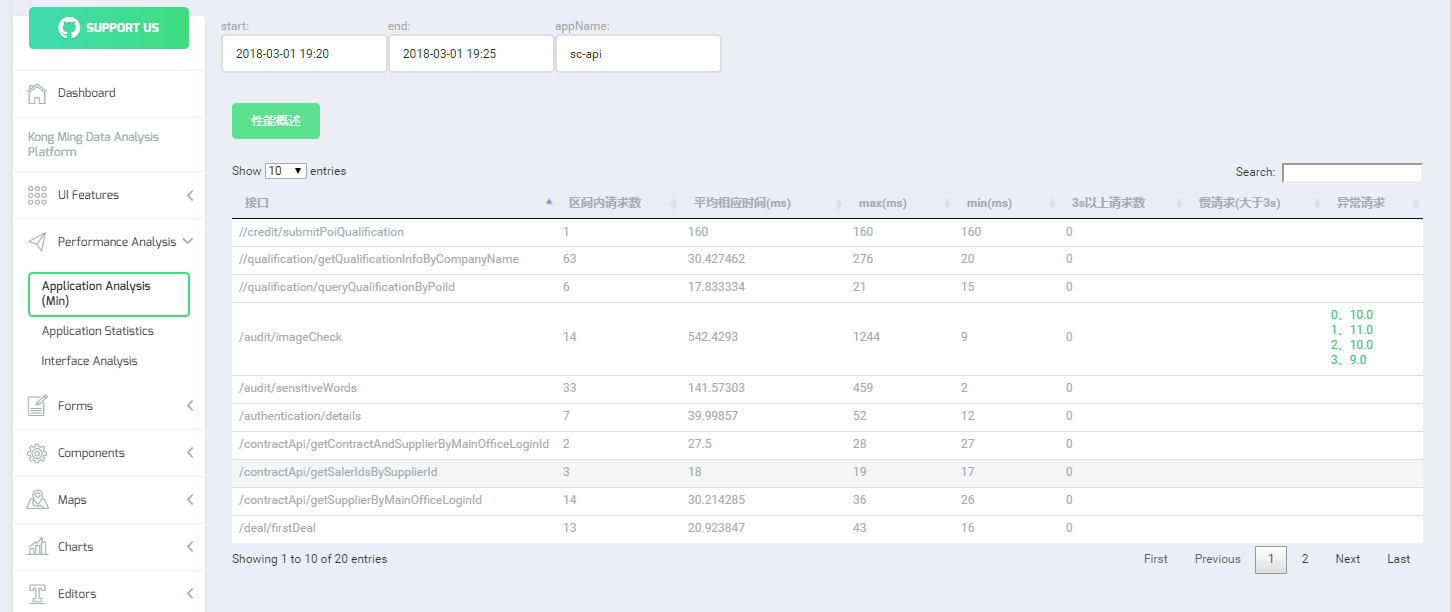 SUPPORT US
Dashboard
Kong Ming Data Analysis
Platform
UI Features
Performance Analysis
Application Analysis
(Min)
Application Statistics
Interface Analysis
Forms
Components
Maps
Charts
Editors
start: end: appName:
2018-03-01 19:20 2018-03-01 19:25 sc-api
性能概述
Show 10 entries Search:
接口 区间内请求数 平均相应时间(ms) max(ms) min(ms) 3s以上请求数 慢请求(大于3s) 异常请求
//credit/submitPoiQualification 1 160 160 160 0
//qualification/getQualificationInfoByCompanyName 63 30.427462 276 20 0
//qualification/queryQualificationByPoiId 6 17.833334 21 15 0
/audit/imageCheck 14 542.4293 1244 9 0
0、10.0
1、11.0
2、10.0
3、9.0
/audit/sensitiveWords 33 141.57303 459 2 0
/authentication/details 7 39.99857 52 12 0
/contractApi/getContractAndSupplierByMainOfficeLoginId 2 27.5 28 27 0
/contractApi/getSalerIdsBySupplierId 3 18 19 17 0
/contractApi/getSupplierByMainOfficeLoginId 14 30.214285 36 26 0
/deal/firstDeal 13 20.923847 43 16 0
Showing 1 to 10 of 20 entries First Previous 1 2 Next Last